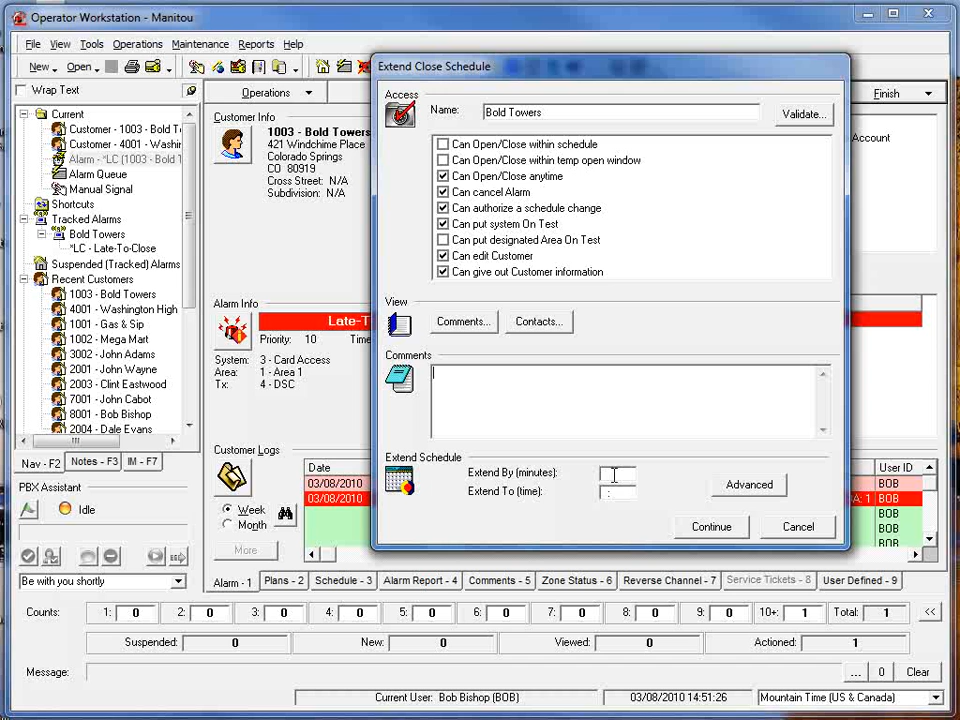 Operator Workstation - Manitou
File View Tools Operations Maintenance Reports Help
New Open
Wrap Text
Current
Customer - 1003 - Bold T
Customer - 4001 - Washin
Alarm - *LC (1003 - Bold T
Alarm Queue
Manual Signal
Shortcuts
Tracked Alarms
Bold Towers
*LC - Late-To-Close
Suspended (Tracked) Alarms
Recent Customers
1003 - Bold Towers
4001 - Washington High
1001 - Gas & Sip
1002 - Mega Mart
3002 - John Adams
2001 - John Wayne
2003 - Clint Eastwood
7001 - John Cabot
8001 - Bob Bishop
2004 - Dale Evans
Nav - F2 Notes - F3 IM - F7
PBX Assistant
Idle
Be with you shortly
Operations
Finish
Customer Info
1003 - Bold Towers
421 Windchime Place
Colorado Springs
CO 80919
Cross Street: N/A
Subdivision: N/A
Account
Alarm Info
Late-T
Priority: 10 Time
System: 3 - Card Access
Area: 1 - Area 1
Tx: 4 - DSC
Customer Logs
Week
Month
More
Date
User ID
03/08/2010
BOB
03/08/2010
A: 1 BOB
BOB
BOB
BOB
Extend Close Schedule
Access
Name: Bold Towers
Validate...
Can Open/Close within schedule
Can Open/Close within temp open window
Can Open/Close anytime
Can cancel Alarm
Can authorize a schedule change
Can put system On Test
Can put designated Area On Test
Can edit Customer
Can give out Customer information
View
Comments... Contacts...
Comments
Extend Schedule
Extend By (minutes):
Extend To (time): :
Advanced
Continue Cancel
Alarm - 1 Plans - 2 Schedule - 3 Alarm Report - 4 Comments - 5 Zone Status - 6 Reverse Channel - 7 Service Tickets - 8 User Defined - 9
Counts: 1: 0 2: 0 3: 0 4: 0 5: 0 6: 0 7: 0 8: 0 9: 0 10+: 1 Total: 1 <<
Suspended: 0 New: 0 Viewed: 0 Actioned: 1
Message: ... 0 Clear
Current User: Bob Bishop (BOB) 03/08/2010 14:51:26 Mountain Time (US & Canada)